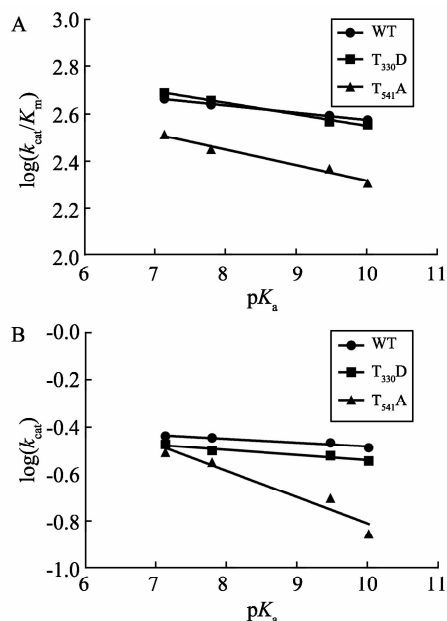 A
log(kcat/Km)
3.0
2.8
2.6
2.4
2.2
2.0
WT
T330D
T541A
6 7 8 9 10 11
pKa
B
log(kcat)
-0.0
-0.2
-0.4
-0.6
-0.8
-1.0
WT
T330D
T541A
6 7 8 9 10 11
pKa